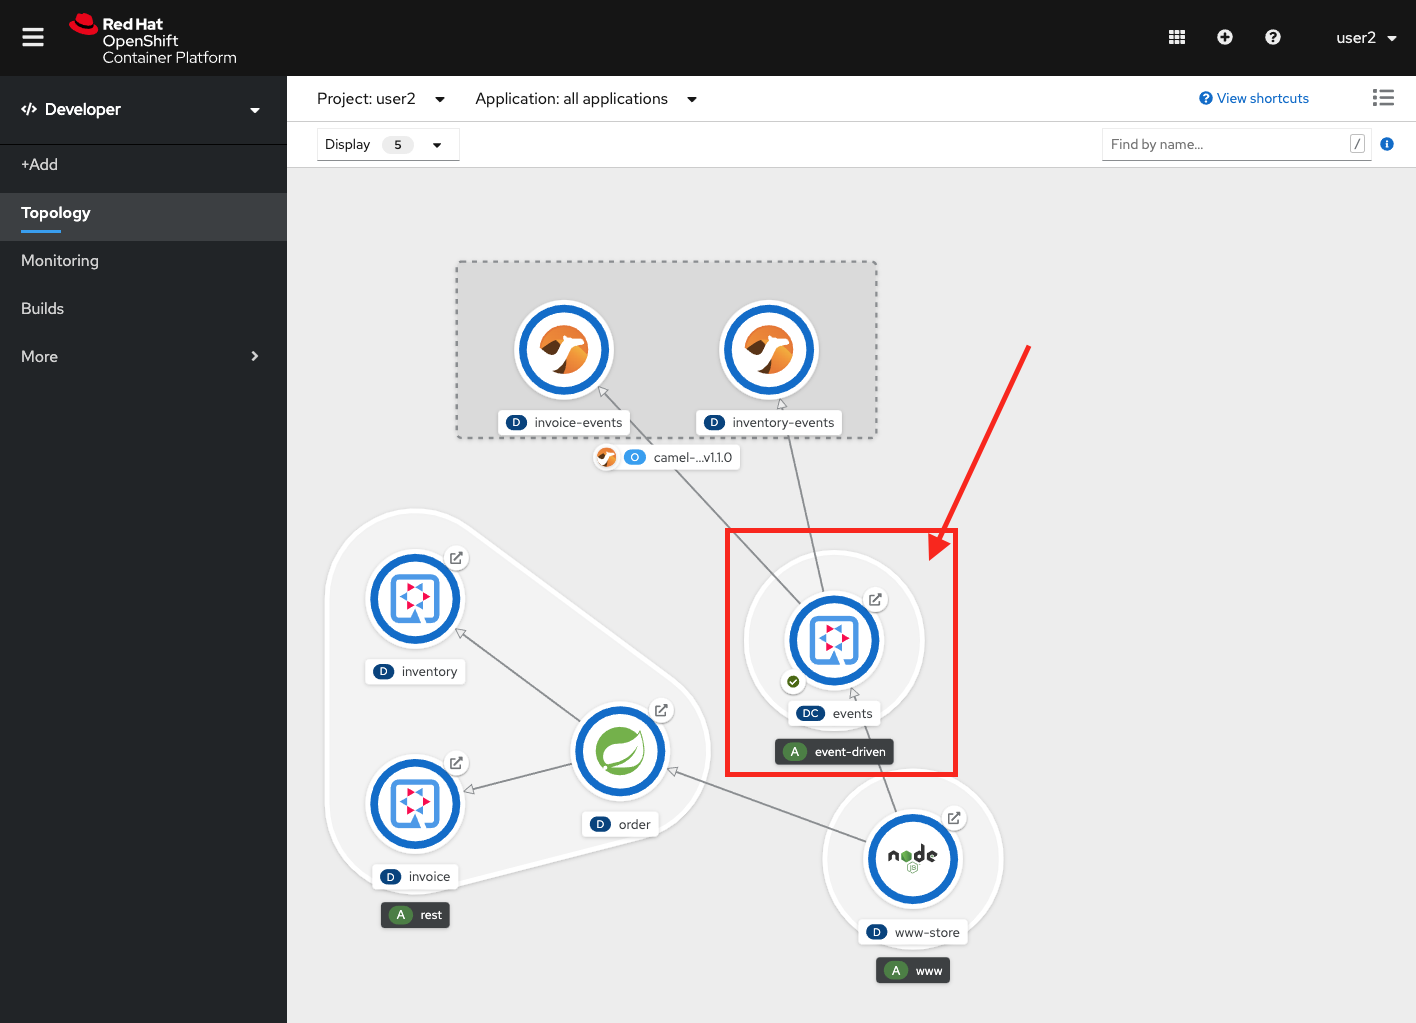 Red Hat
OpenShift
Container Platform
user2
Developer
+Add
Topology
Monitoring
Builds
More
Project: user2
Application: all applications
View shortcuts
Display 5
Find by name... /
D invoice-events
D inventory-events
O camel-...v1.1.0
D inventory
DC events
A event-driven
D order
D invoice
A rest
node
JS
D www-store
A www